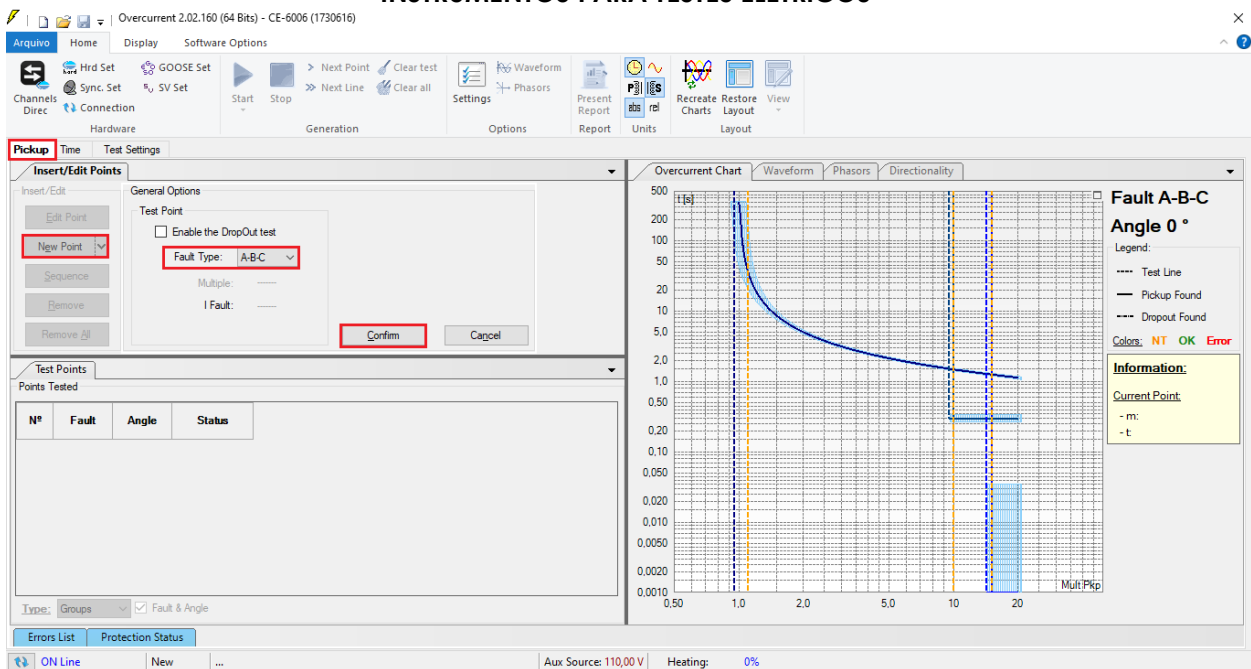 INSTRUMENTOS PARA TESTES ELÉTRICOS
Overcurrent 2.02.160 (64 Bits) - CE-6006 (1730616)
Arquivo Home Display Software Options
Channels Direc
Hrd Set
Sync. Set
Connection
GOOSE Set
SV Set
Hardware
Start
Stop
Next Point
Next Line
Clear test
Clear all
Generation
Settings
Waveform
Phasors
Options
Present Report
Report
abs rel
Units
Recreate Charts
Restore Layout
View
Layout
Pickup Time Test Settings
Insert/Edit Points
Insert/Edit
Edit Point
New Point
Sequence
Remove
Remove All
General Options
Test Point
Enable the DropOut test
Fault Type: A-B-C
Multiple: ----
I Fault: ----
Confirm Cancel
Test Points
Points Tested
Nº Fault Angle Status
Type: Groups Fault & Angle
Overcurrent Chart Waveform Phasors Directionality
t [s]
500
200
100
50
20
10
5,0
2,0
1,0
0,50
0,20
0,10
0,050
0,020
0,010
0,0050
0,0020
0,0010
0,50 1,0 2,0 5,0 10 20
Mult Pkp
Fault A-B-C
Angle 0 °
Legend:
Test Line
Pickup Found
Dropout Found
Colors: NT OK Error
Information:
Current Point:
- m:
- t:
Errors List Protection Status
ON Line New ... Aux Source: 110,00 V Heating: 0%